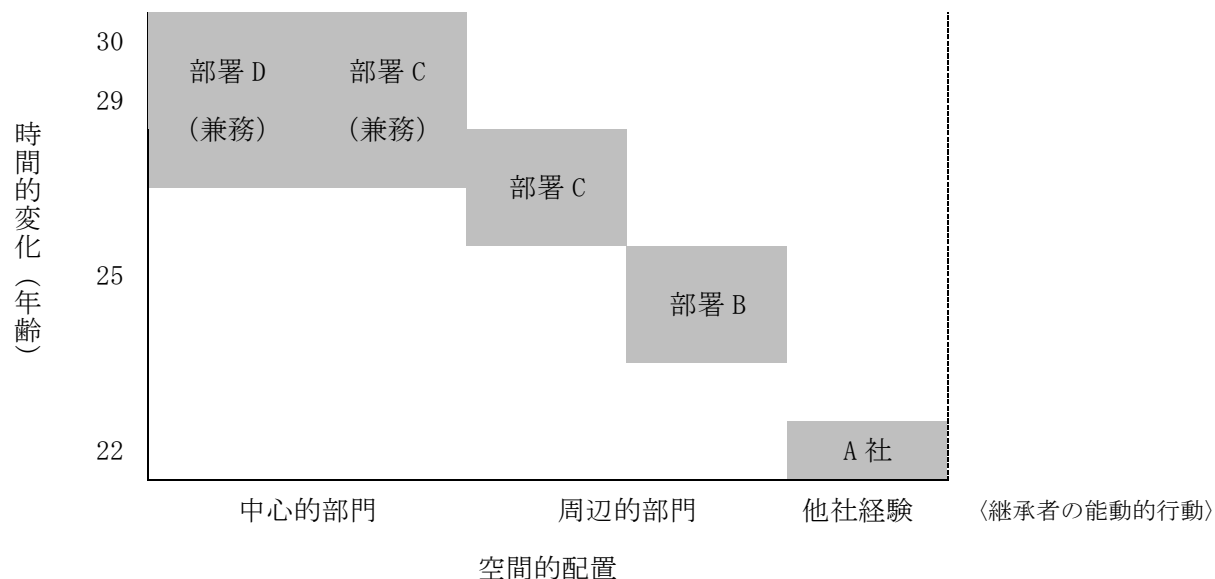 時間的変化（年齢）
30
29
25
22
部署 D
(兼務)
部署 C
(兼務)
部署 C
部署 B
A 社
中心的部門
周辺的部門
他社経験
〈継承者の能動的行動〉
空間的配置